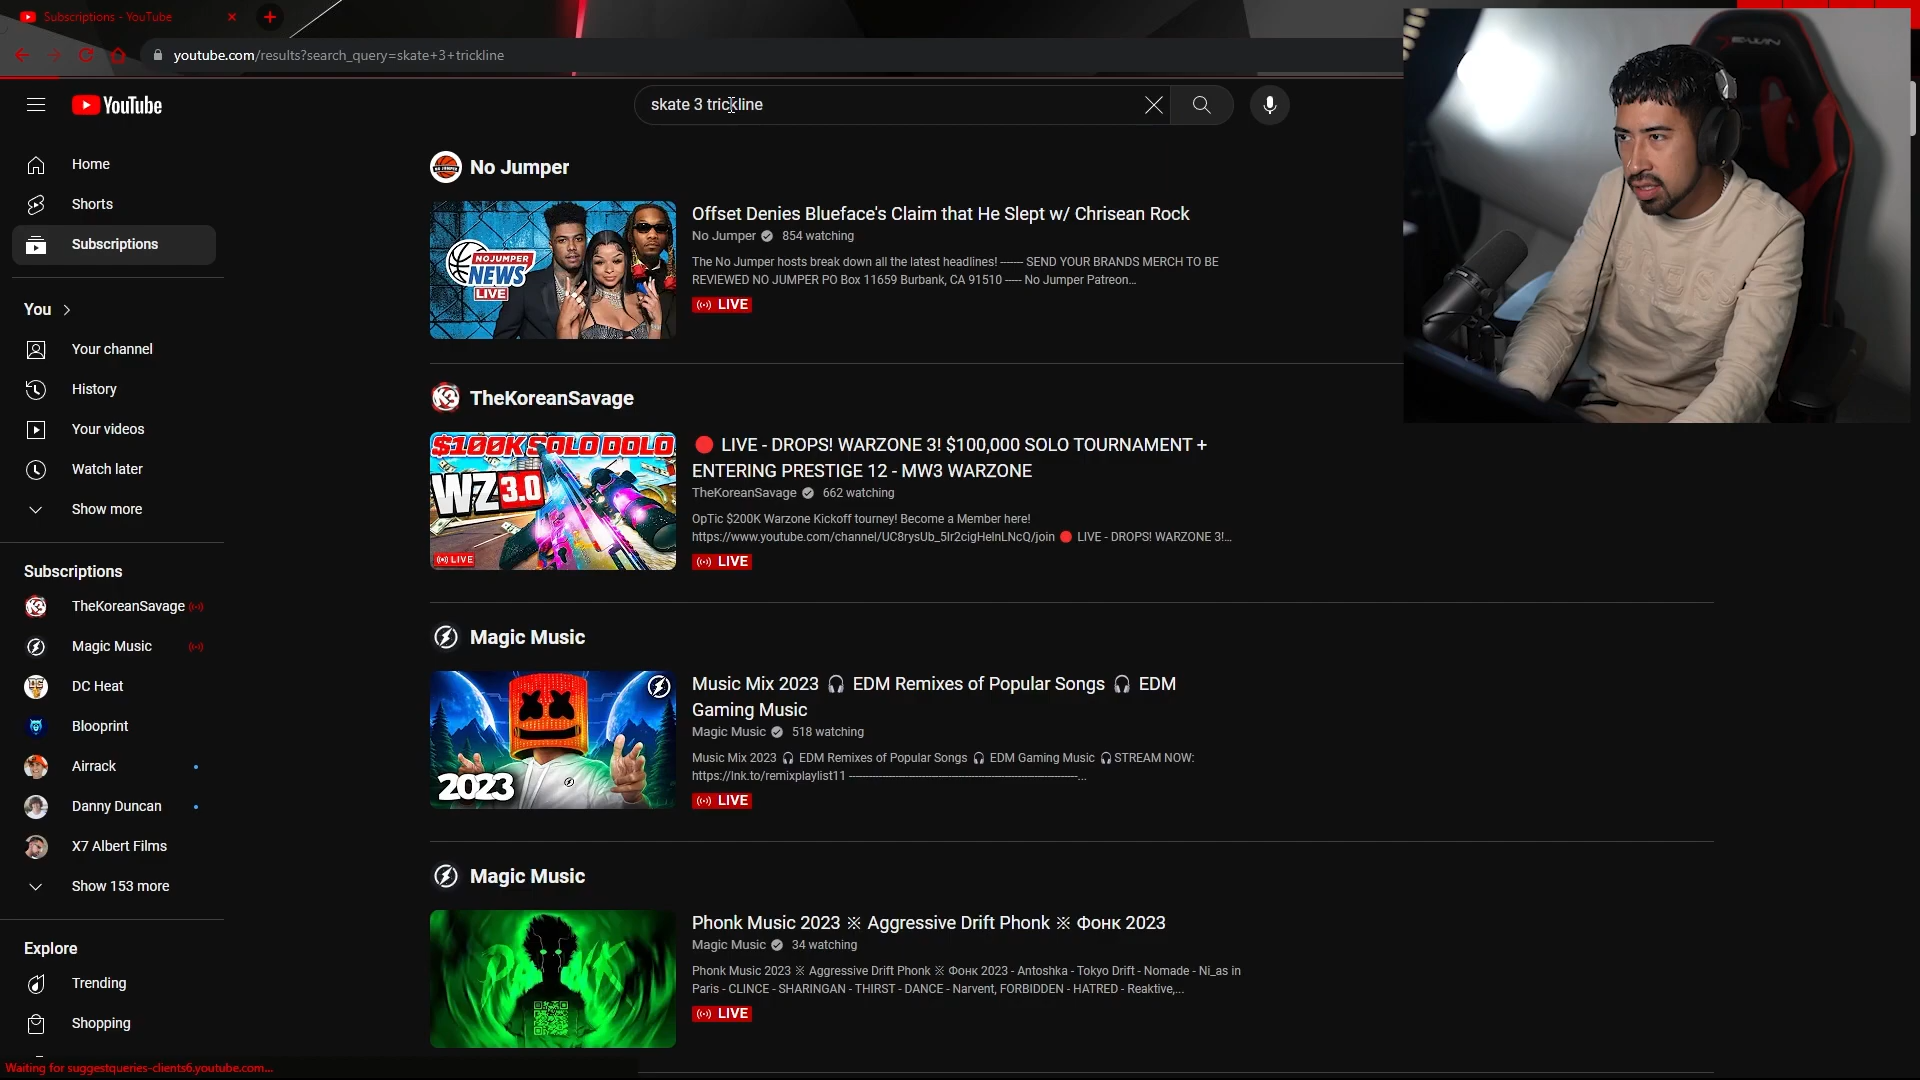 Subscriptions - YouTube
youtube.com/results?search_query=skate+3+trickline
YouTube
skate 3 trickline
Home
Shorts
Subscriptions
You
Your channel
History
Your videos
Watch later
Show more
Subscriptions
TheKoreanSavage
Magic Music
DC Heat
Blooprint
Airrack
Danny Duncan
X7 Albert Films
Show 153 more
Explore
Trending
Shopping
Waiting for suggestqueries-clients6.youtube.com...
No Jumper
NO JUMPER
NEWS
LIVE
Offset Denies Blueface's Claim that He Slept w/ Chrisean Rock
No Jumper 854 watching
The No Jumper hosts break down all the latest headlines! ------- SEND YOUR BRANDS MERCH TO BE
REVIEWED NO JUMPER PO Box 11659 Burbank, CA 91510 ----- No Jumper Patreon...
LIVE
TheKoreanSavage
$100K SOLO DOLO
WZ 3.0
LIVE
🔴 LIVE - DROPS! WARZONE 3! $100,000 SOLO TOURNAMENT +
ENTERING PRESTIGE 12 - MW3 WARZONE
TheKoreanSavage 662 watching
OpTic $200K Warzone Kickoff tourney! Become a Member here!
https://www.youtube.com/channel/UC8rysUb_5Ir2cigHelnLNcQ/join 🔴 LIVE - DROPS! WARZONE 3!...
LIVE
Magic Music
2023
Music Mix 2023 🎧 EDM Remixes of Popular Songs 🎧 EDM
Gaming Music
Magic Music 518 watching
Music Mix 2023 🎧 EDM Remixes of Popular Songs 🎧 EDM Gaming Music 🎧STREAM NOW:
https://lnk.to/remixplaylist11 -----------------------------------------------------------...
LIVE
Magic Music
Phonk Music 2023 ※ Aggressive Drift Phonk ※ Фонк 2023
Magic Music 34 watching
Phonk Music 2023 ※ Aggressive Drift Phonk ※ Фонк 2023 - Antoshka - Tokyo Drift - Nomade - Ni_as in
Paris - CLINCE - SHARINGAN - THIRST - DANCE - Narvent, FORBIDDEN - HATRED - Reaktive,...
LIVE